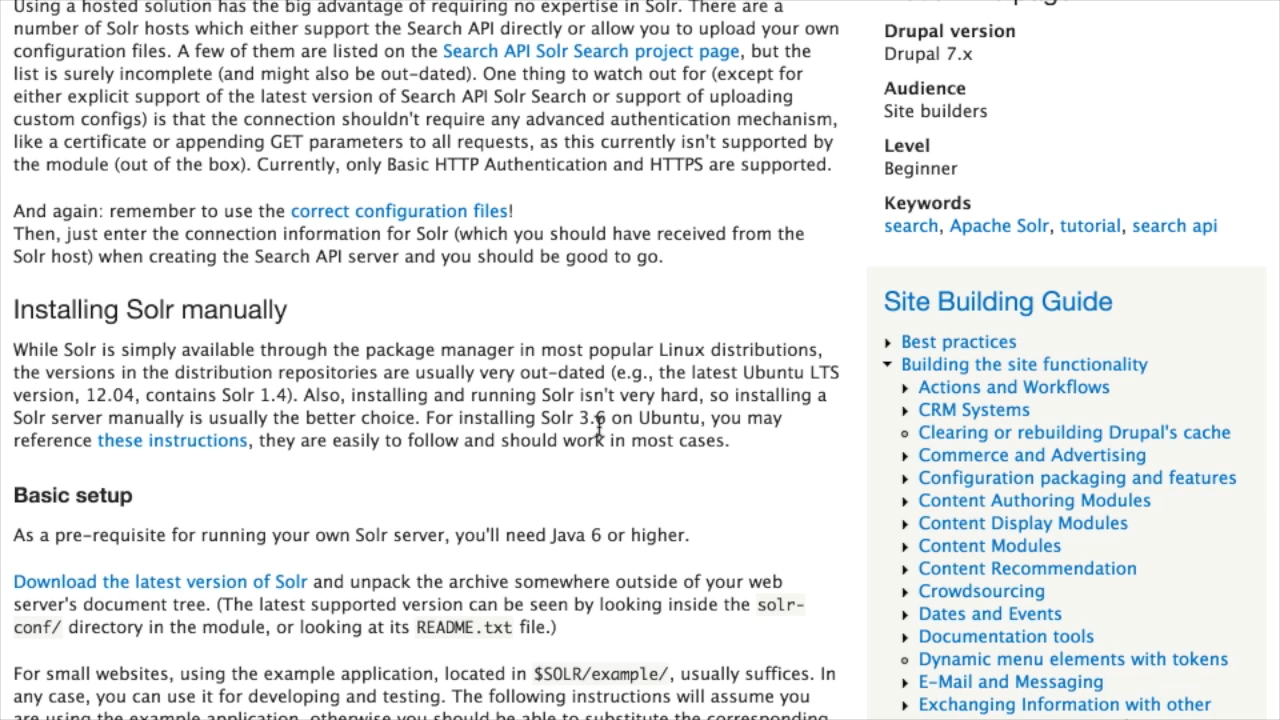 Using a hosted solution has the big advantage of requiring no expertise in Solr. There are a
number of Solr hosts which either support the Search API directly or allow you to upload your own
configuration files. A few of them are listed on the Search API Solr Search project page, but the
list is surely incomplete (and might also be out-dated). One thing to watch out for (except for
either explicit support of the latest version of Search API Solr Search or support of uploading
custom configs) is that the connection shouldn't require any advanced authentication mechanism,
like a certificate or appending GET parameters to all requests, as this currently isn't supported by
the module (out of the box). Currently, only Basic HTTP Authentication and HTTPS are supported.
And again: remember to use the correct configuration files!
Then, just enter the connection information for Solr (which you should have received from the
Solr host) when creating the Search API server and you should be good to go.
Installing Solr manually
While Solr is simply available through the package manager in most popular Linux distributions,
the versions in the distribution repositories are usually very out-dated (e.g., the latest Ubuntu LTS
version, 12.04, contains Solr 1.4). Also, installing and running Solr isn't very hard, so installing a
Solr server manually is usually the better choice. For installing Solr 3.6 on Ubuntu, you may
reference these instructions, they are easily to follow and should work in most cases.
Basic setup
As a pre-requisite for running your own Solr server, you'll need Java 6 or higher.
Download the latest version of Solr and unpack the archive somewhere outside of your web
server's document tree. (The latest supported version can be seen by looking inside the solr-
conf/ directory in the module, or looking at its README.txt file.)
For small websites, using the example application, located in $SOLR/example/, usually suffices. In
any case, you can use it for developing and testing. The following instructions will assume you
are using the example application, otherwise you should be able to substitute the corresponding
Drupal version
Drupal 7.x
Audience
Site builders
Level
Beginner
Keywords
search, Apache Solr, tutorial, search api
Site Building Guide
Best practices
Building the site functionality
Actions and Workflows
CRM Systems
Clearing or rebuilding Drupal's cache
Commerce and Advertising
Configuration packaging and features
Content Authoring Modules
Content Display Modules
Content Modules
Content Recommendation
Crowdsourcing
Dates and Events
Documentation tools
Dynamic menu elements with tokens
E-Mail and Messaging
Exchanging Information with other